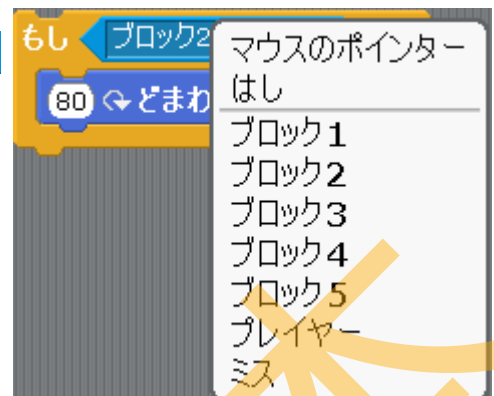 もし ブロック2
80 どまわ
マウスのポインター
はし
ブロック1
ブロック2
ブロック3
ブロック4
ブロック5
プレイヤー
ミス